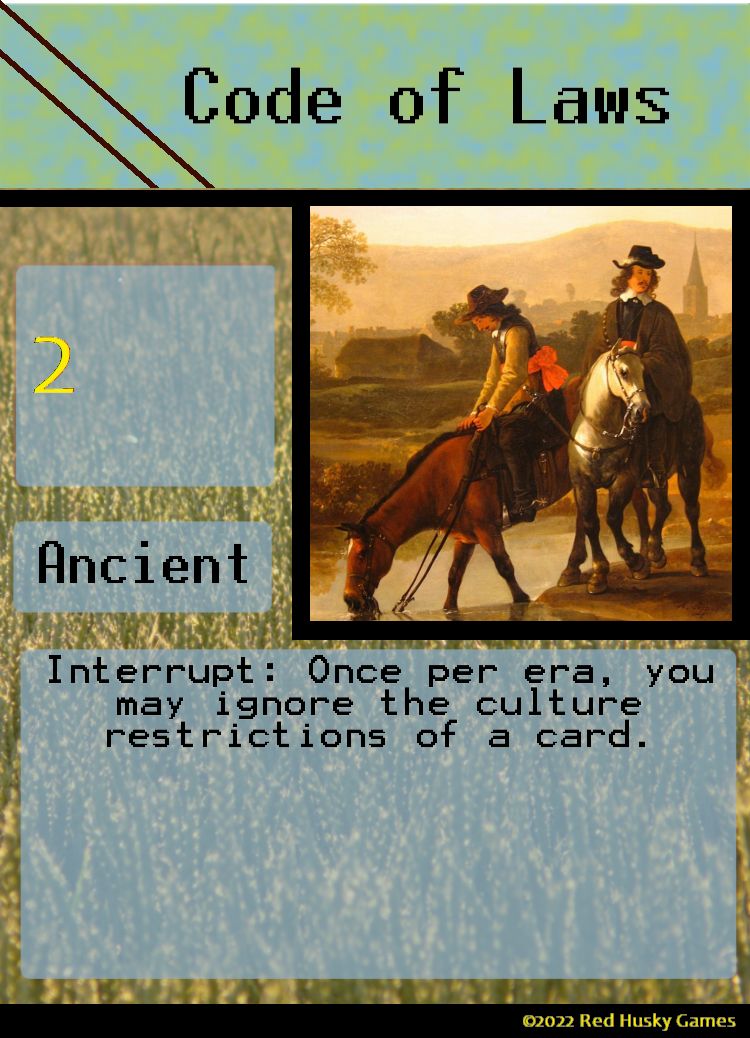 Code of Laws
2
Ancient
Interrupt: Once per era, you
may ignore the culture
restrictions of a card.
©2022 Red Husky Games